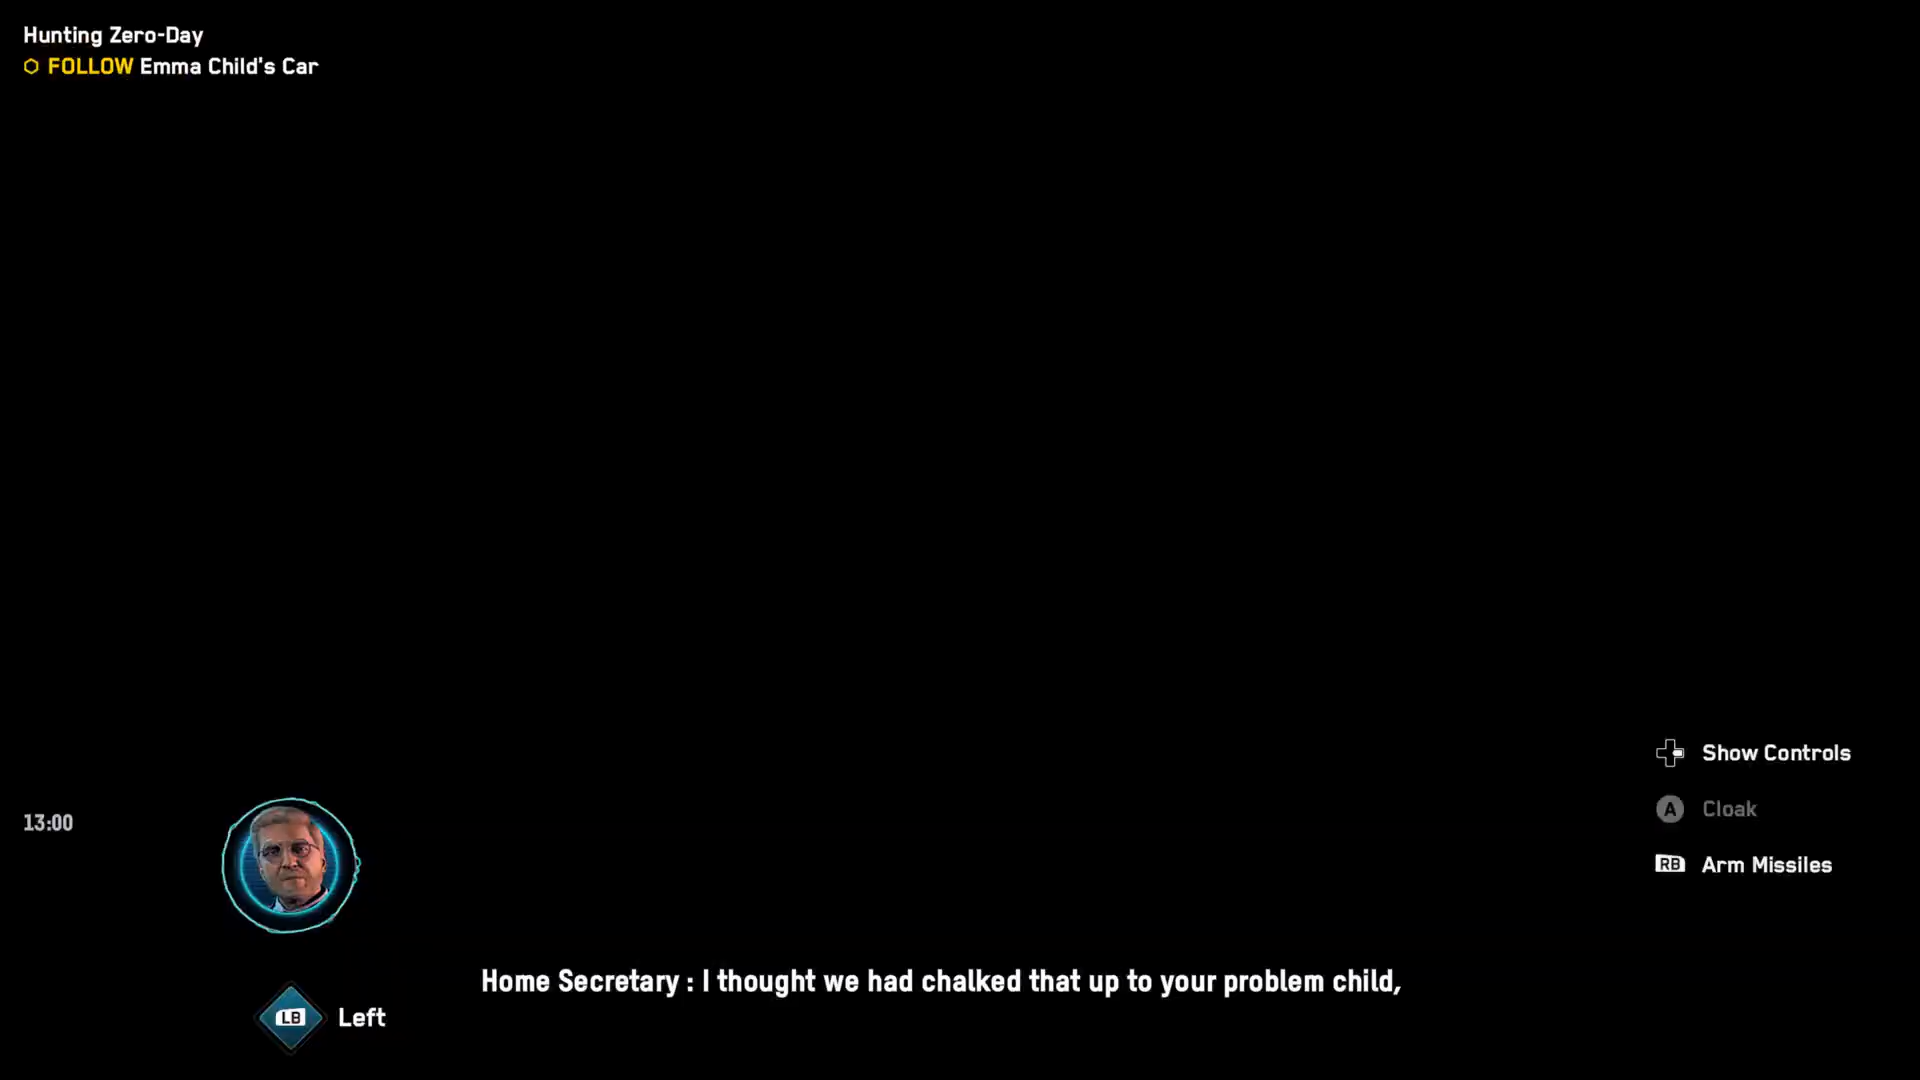 Hunting Zero-Day
FOLLOW Emma Child's Car
Show Controls
A Cloak
13:00
RB Arm Missiles
Home Secretary : I thought we had chalked that up to your problem child,
LB Left